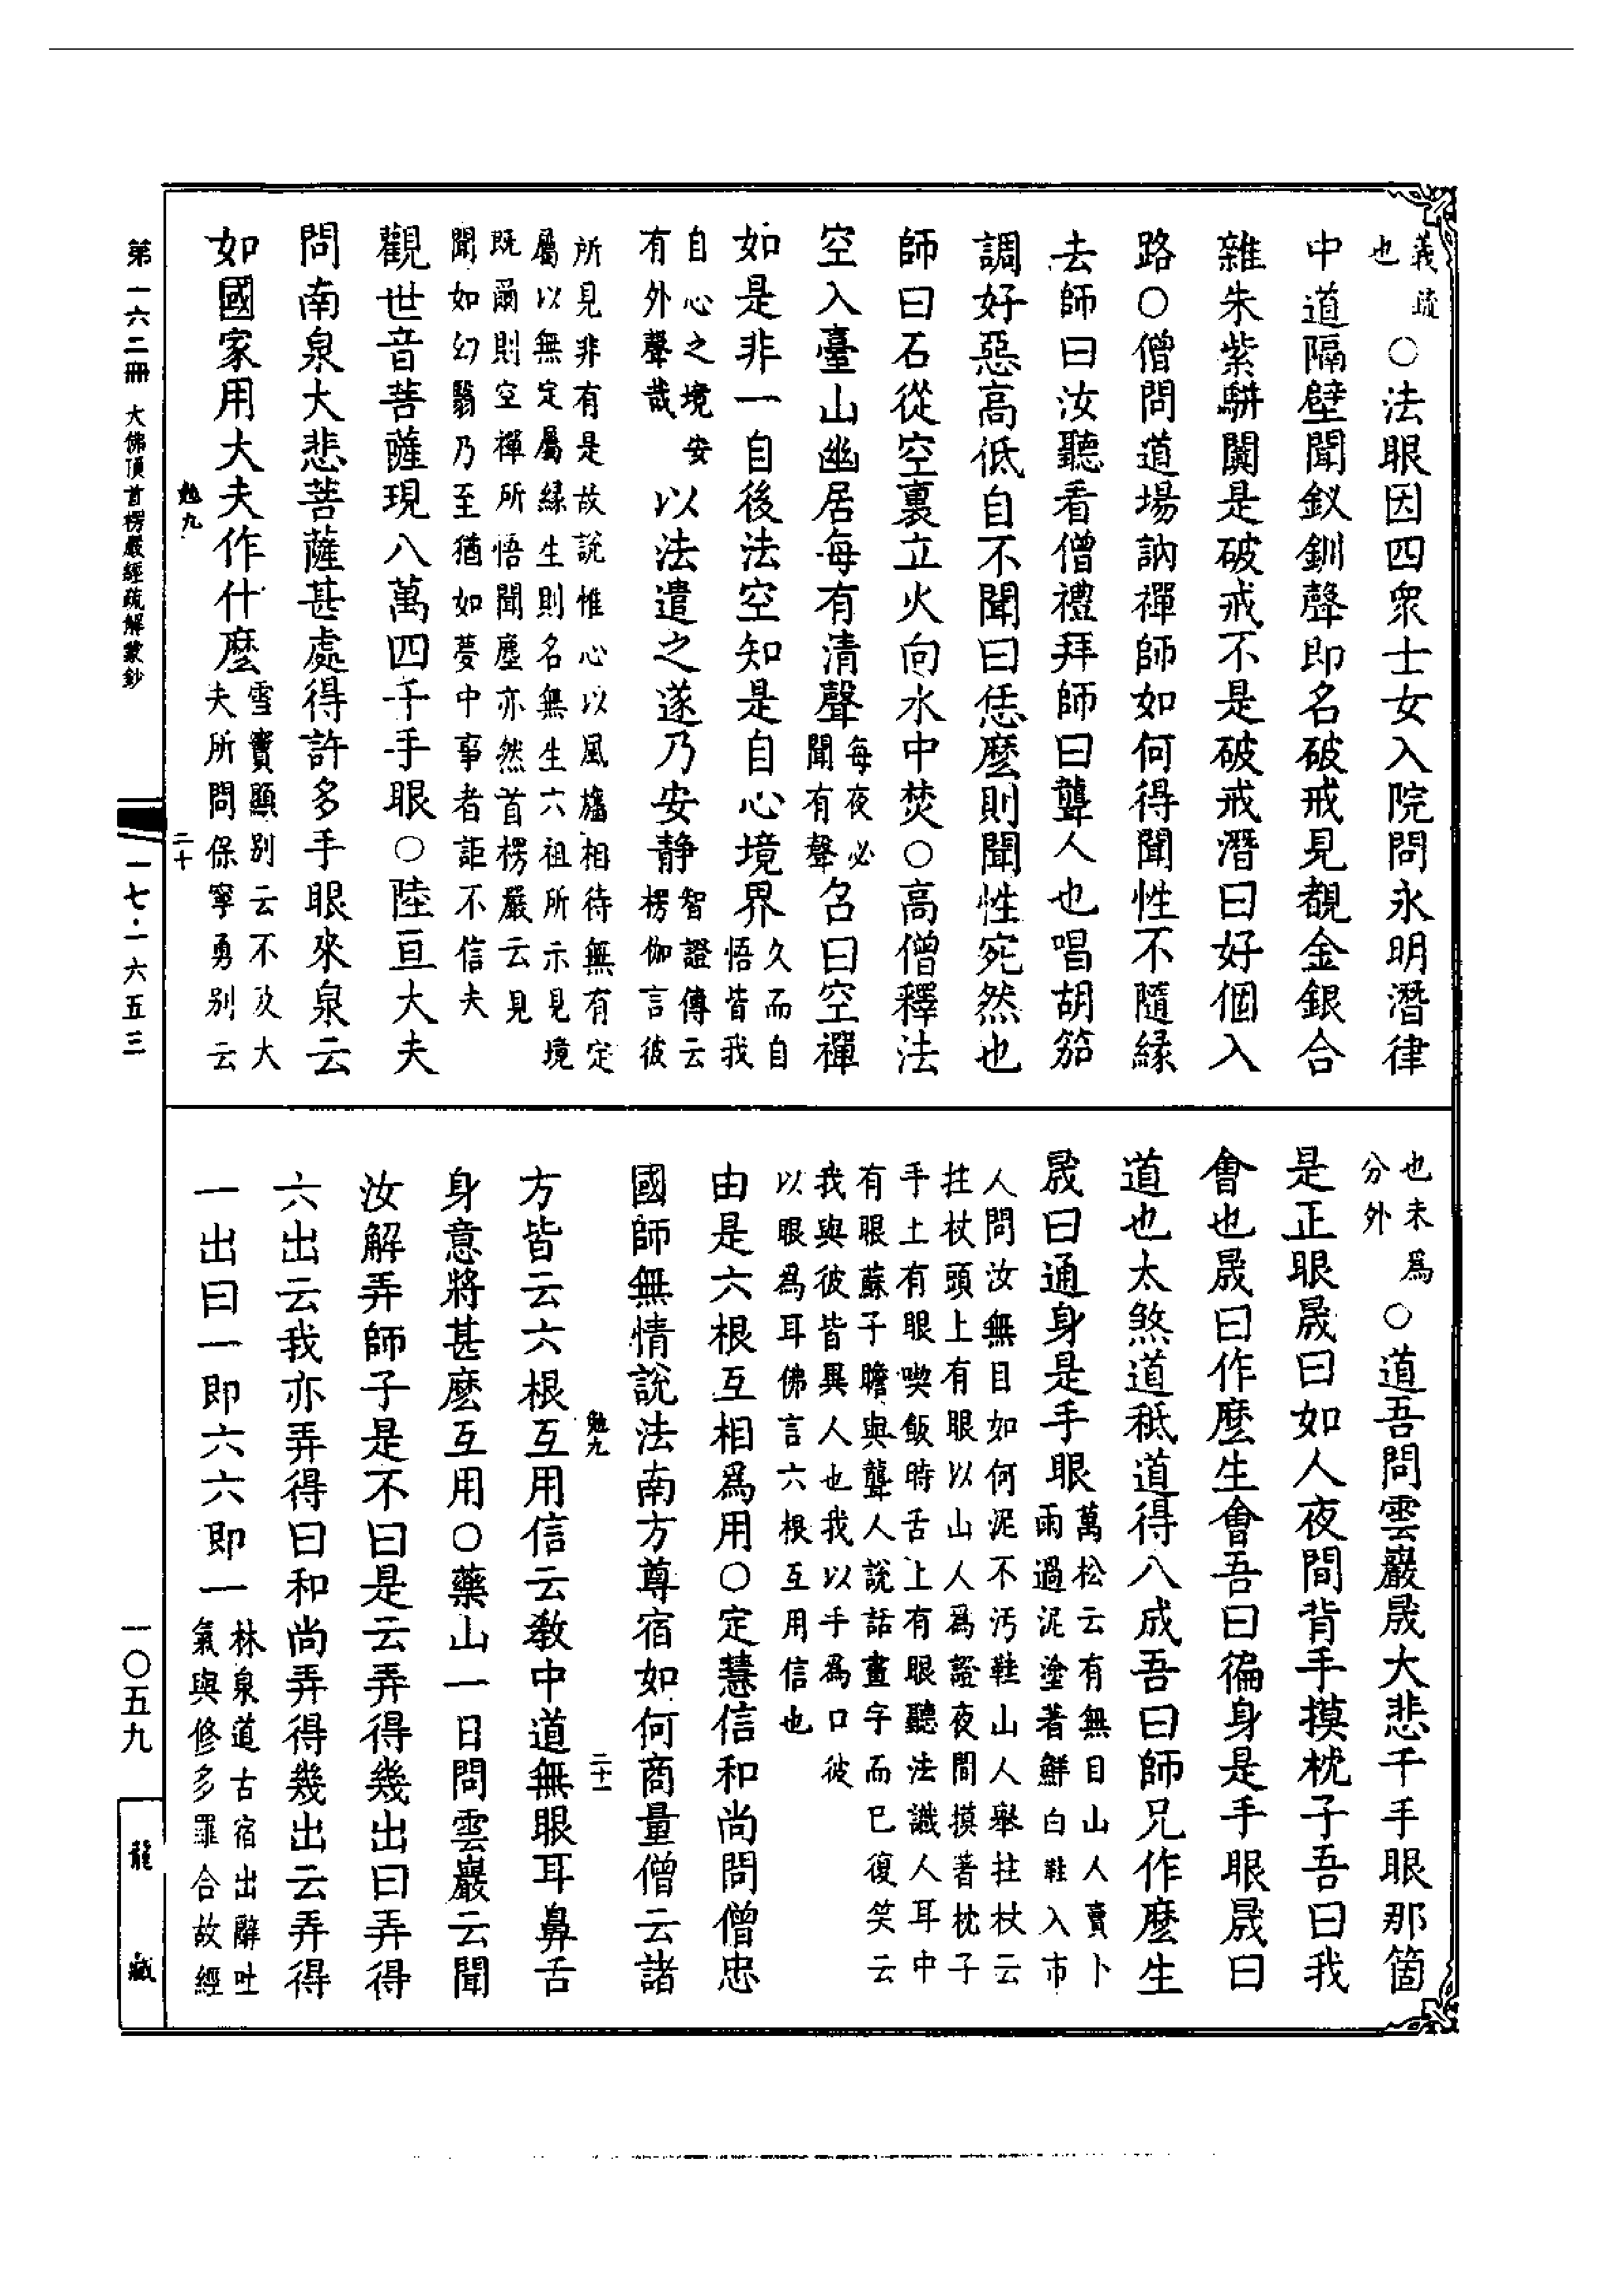 義疏
也
○法眼因四眾士女入院問永明潛律
中道隔壁聞釵釧聲即名破戒見覩金銀合
雜朱紫駢闐是破戒不是破戒潛曰好個入
路○僧問道場訥禪師如何得聞性不隨緣
去師曰汝聽看僧禮拜師曰聾人也唱胡笳
調好惡高低自不聞曰恁麼則聞性宛然也
師曰石從空裏立火向水中焚○高僧釋法
空入臺山幽居每有清聲
每夜必
聞有聲
召曰空禪
如是非一自後法空知是自心境界
久而自
悟皆我
自心之境安
有外聲哉
以法遣之遂乃安靜
智證傳云
楞伽言彼
所見非有是故說惟心以風旛相待無有定
屬以無定屬緣生則名無生六祖所示見境
既爾則空禪所悟聞塵亦然首楞嚴云見
聞如幻翳乃至猶如夢中事者詎不信夫
觀世音菩薩現八萬四千手眼○陸亘大夫
問南泉大悲菩薩甚處得許多手眼來泉云
如國家用大夫作什麼
雪竇顯別云不及大
夫所問保寧勇別云
勉九
二十
也未為
分外
○道吾問雲巖晟大悲千手眼那箇
是正眼晟曰如人夜間背手摸枕子吾曰我
會也晟曰作麼生會吾曰徧身是手眼晟曰
道也太煞道秖道得八成吾曰師兄作麼生
晟曰通身是手眼
萬松云有無目山人賣卜
雨過泥塗著鮮白鞋入市
人問汝無目如何泥不污鞋山人舉拄杖云
拄杖頭上有眼以山人為證夜間摸著枕子
手上有眼喫飯時舌上有眼聽法識人耳中
有眼蘇子瞻與聾人說話畫字而已復笑云
我與彼皆異人也我以手為口彼
以眼為耳佛言六根互用信也
由是六根互相為用○定慧信和尚問僧忠
國師無情說法南方尊宿如何商量僧云諸
勉九
二十一
方皆云六根互用信云教中道無眼耳鼻舌
身意將甚麼互用○藥山一日問雲巖云聞
汝解弄師子是不曰是云弄得幾出曰弄得
六出云我亦弄得曰和尚弄得幾出云弄得
一出曰一即六六即一
林泉道古宿出辭吐
氣與修多羅合故經
第一六二冊 大佛頂首楞嚴經疏解蒙鈔
一七·一六五三
一〇五九
龍藏